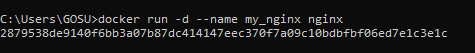 C:\Users\GOSU>docker run -d --name my_nginx nginx
2879538de9140f6bb3a07b87dc414147eec370f7a09c10bdbfbf06ed7e1c3e1c